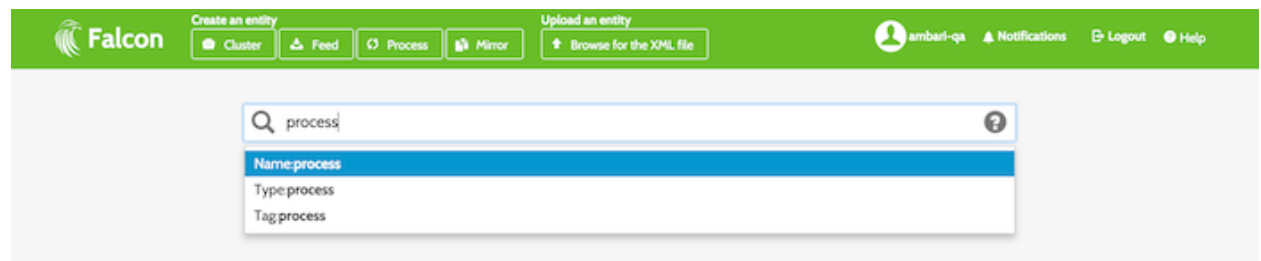 Falcon
Create an entity
Cluster
Feed
Process
Mirror
Upload an entity
Browse for the XML file
ambari-qa
Notifications
Logout
Help
process
Name:process
Type:process
Tag:process